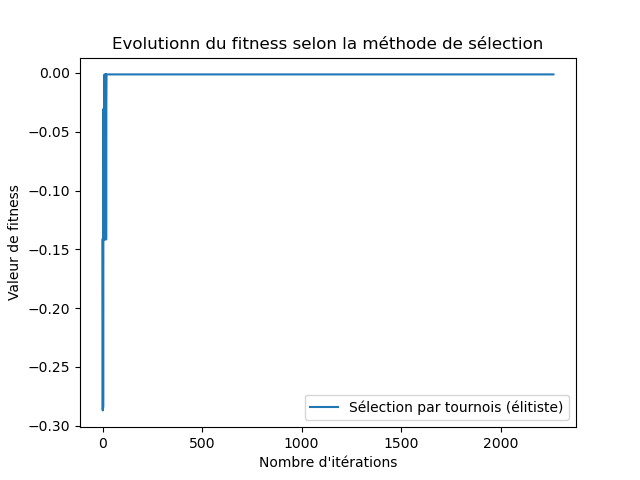 Evolutionn du fitness selon la méthode de sélection
0.00
−0.05
−0.10
−0.15
−0.20
−0.25
−0.30
Valeur de fitness
Sélection par tournois (élitiste)
0 500 1000 1500 2000
Nombre d'itérations